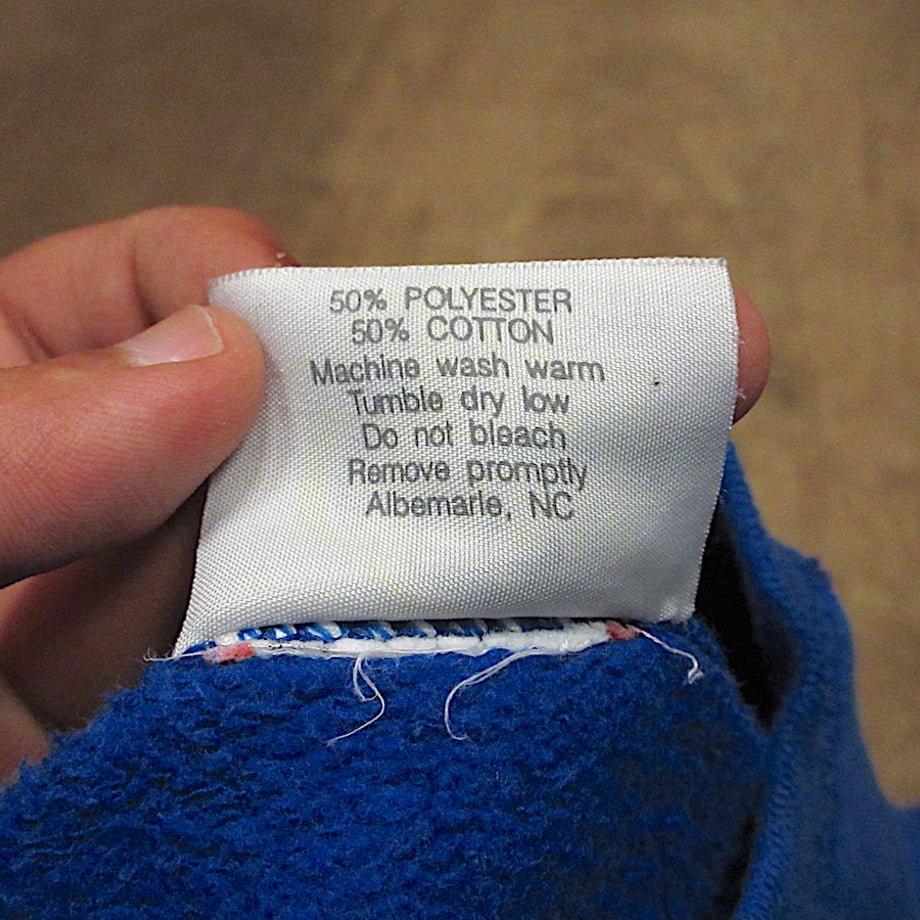 50% POLYESTER
50% COTTON
Machine wash warm
Tumble dry low
Do not bleach
Remove promptly
Albemarle, NC